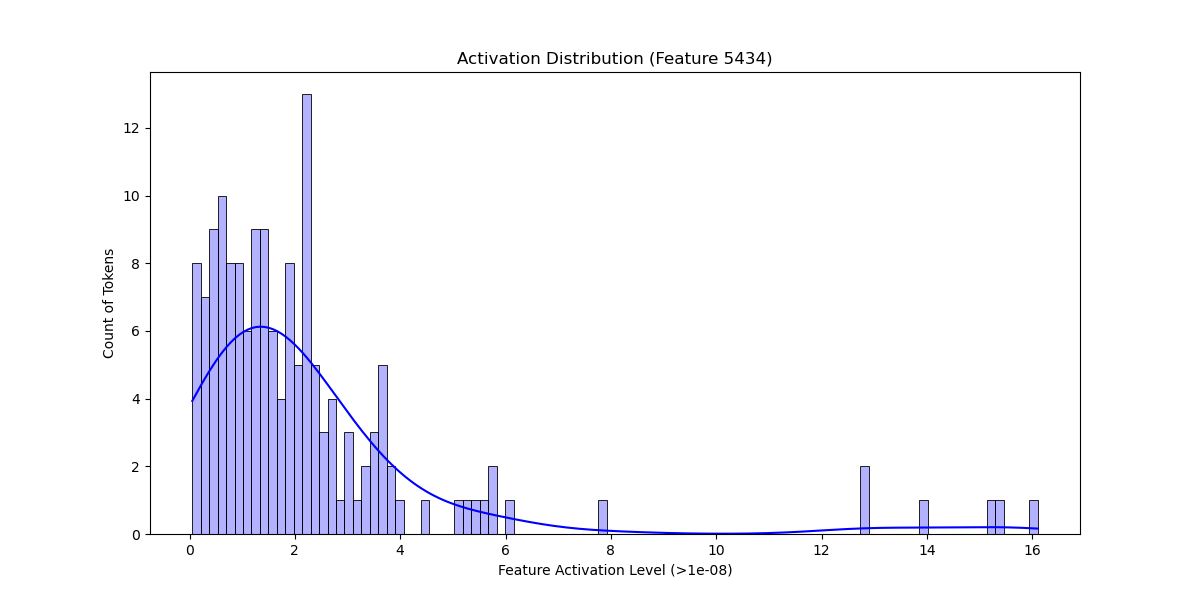 Activation Distribution (Feature 5434)
Count of Tokens
12
10
8
6
4
2
0
0 2 4 6 8 10 12 14 16
Feature Activation Level (>1e-08)